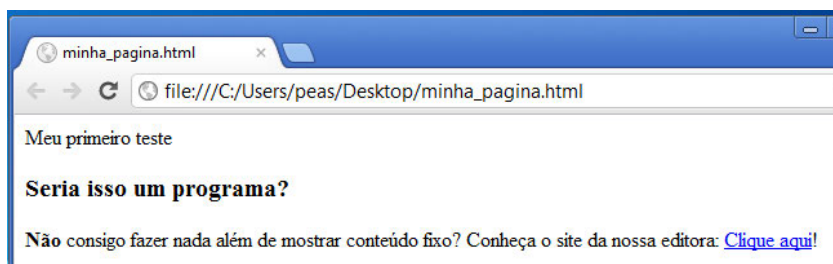 minha_pagina.html
file:///C:/Users/peas/Desktop/minha_pagina.html
Meu primeiro teste
Seria isso um programa?
Não consigo fazer nada além de mostrar conteúdo fixo? Conheça o site da nossa editora: Clique aqui!